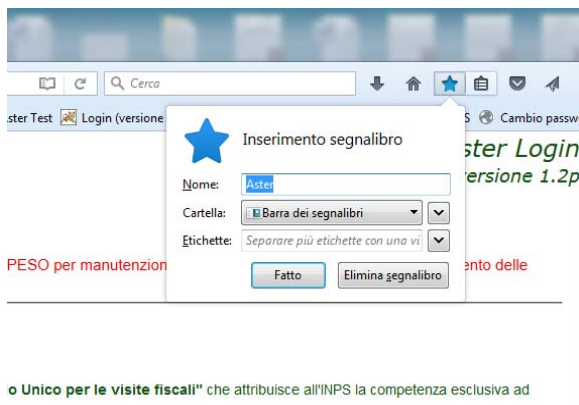 Cerca
ster Test Login (versione
S Cambio passw
Inserimento segnalibro
ster Login
ersione 1.2p
Nome: Aster
Cartella: Barra dei segnalibri
Etichette: Separare più etichette con una vi
PESO per manutenzion
ento delle
Fatto Elimina segnalibro
o Unico per le visite fiscali" che attribuisce all'INPS la competenza esclusiva ad